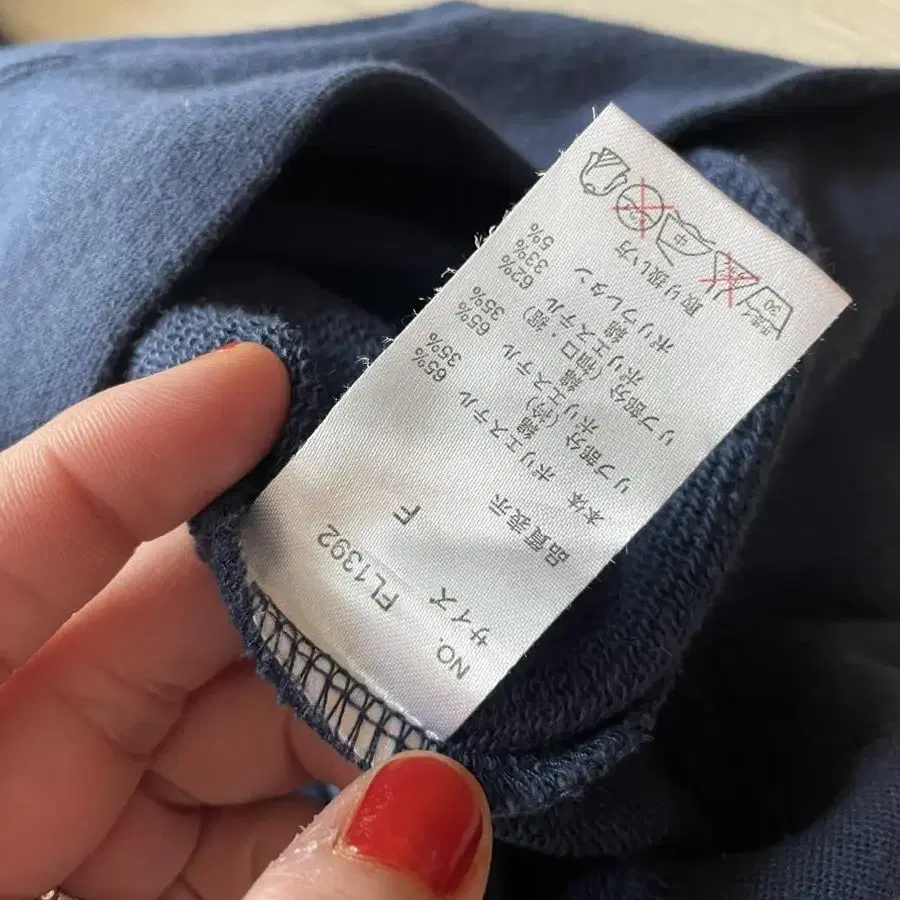 NO. FL1392
サイズ F
品質表示
本体 ポリエステル 65%
綿 35%
リブ部分(衿)
ポリエステル 65%
綿 35%
リブ部分(袖口・裾)
ポリエステル 62%
綿 33%
ポリウレタン 5%
取り扱い方
30 中